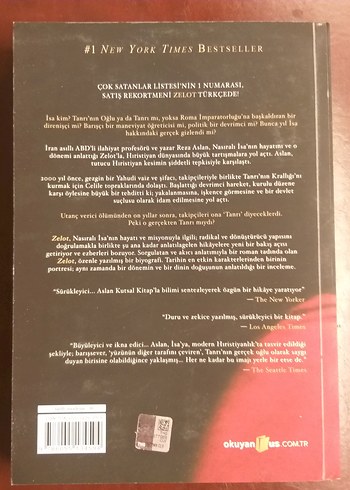 #1 NEW YORK TIMES BESTSELLER
ÇOK SATANLAR LİSTESİ'NİN 1 NUMARASI,
SATIŞ REKORTMENİ ZELOT TÜRKÇEDE!
İsa kim? Tanrı'nın Oğlu ya da Tanrı mı, yoksa Roma İmparatorluğu'na başkaldıran bir
direnişçi mi? Barışçı bir maneviyat öğreticisi mi, politik bir devrimci mi? Bunca yıl İsa
hakkındaki gerçek gizlendi mi?
İran asıllı ABD'li ilahiyat profesörü ve yazar Reza Aslan, Nasıralı İsa'nın hayatını ve o
dönemi anlattığı Zelot'la, Hıristiyan dünyasında büyük tartışmalara yol açtı. Aslan,
tutucu Hıristiyan kesimin şiddetli tepkisiyle karşılaştı.
2000 yıl önce, gezgin bir Yahudi vaiz ve şifacı, takipçileriyle birlikte Tanrı'nın Krallığı'nı
kurmak için Celile topraklarında dolaştı. Başlattığı devrimci hareket, kurulu düzene
karşı öylesine büyük bir tehditti ki; yakalanmasına, işkence görmesine ve bir devlet
suçlusu olarak idam edilmesine yol açtı.
Utanç verici ölümünden on yıllar sonra, takipçileri ona 'Tanrı' diyeceklerdi.
Peki o gerçekten Tanrı mıydı?
Zelot, Nasıralı İsa'nın hayatı ve misyonuyla ilgili; radikal ve dönüştürücü yapısını
doğrulamakla birlikte şu ana kadar anlatılagelen hikâyelere yeni bir bakış açısı
getiriyor ve ezberleri bozuyor. Sorgulatan ve akıcı anlatımıyla bir roman tadında olan
Zelot, özenle yazılmış bir biyografi. Tarihin en etkin karakterlerinden birinin
portresi; aynı zamanda bir dönemin ve bir dinin doğuşunun anlatıldığı bir inceleme.
"Sürükleyici... Aslan Kutsal Kitap'la bilimi sentezleyerek özgün bir hikâye yaratıyor"
— The New Yorker
"Duru ve zekice yazılmış, sürükleyici bir kitap."
— Los Angeles Times
"Büyüleyici ve ikna edici... Aslan, İsa'ya, modern Hıristiyanlık'ta tasvir edildiği
şekliyle; barışsever, 'yüzünün diğer tarafını çeviren', Tanrı'nın gerçek oğlu olarak saygı
duyan birisine olabildiğince yaklaşmış... Her ne kadar bu imajı yerle bir etse de."
— The Seattle Times
okuyan us.COM.TR